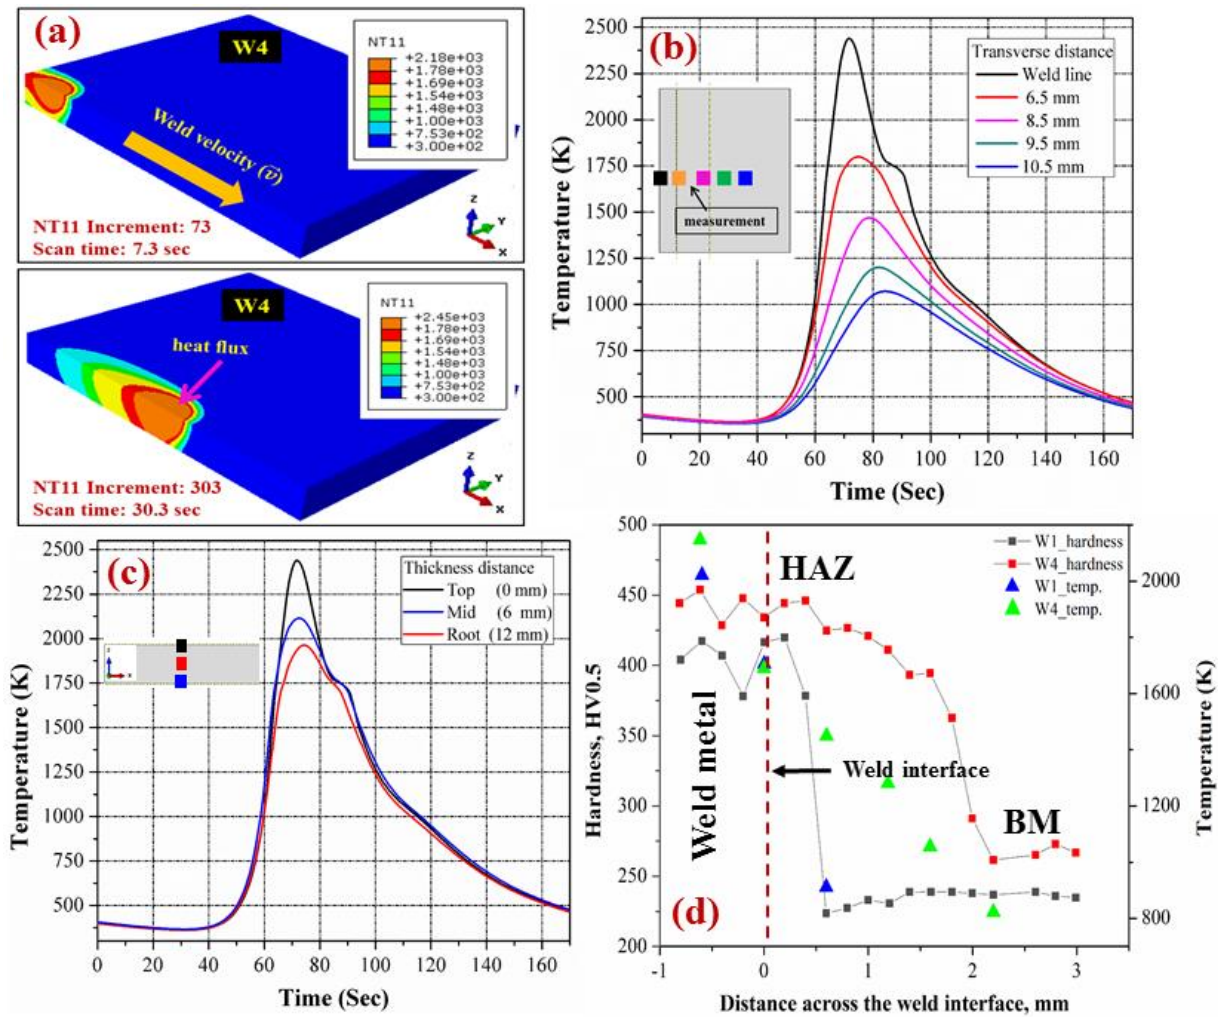 (a)
W4
NT11
+2.18e+03
+1.78e+03
+1.69e+03
+1.54e+03
+1.48e+03
+1.00e+03
+7.53e+02
+3.00e+02
Weld velocity (v⃗)
NT11 Increment: 73
Scan time: 7.3 sec
Z
Y
X
W4
NT11
+2.45e+03
+1.78e+03
+1.69e+03
+1.54e+03
+1.48e+03
+1.00e+03
+7.53e+02
+3.00e+02
heat flux
NT11 Increment: 303
Scan time: 30.3 sec
Z
Y
X
(b)
Temperature (K)
2500
2250
2000
1750
1500
1250
1000
750
500
Transverse distance
Weld line
6.5 mm
8.5 mm
9.5 mm
10.5 mm
measurement
0 20 40 60 80 100 120 140 160
Time (Sec)
(c)
Temperature (K)
2500
2250
2000
1750
1500
1250
1000
750
500
Thickness distance
Top (0 mm)
Mid (6 mm)
Root (12 mm)
0 20 40 60 80 100 120 140 160
Time (Sec)
Hardness, HV0.5
500
450
400
350
300
250
200
HAZ
W1_hardness
W4_hardness
W1_temp.
W4_temp.
Weld metal
Weld interface
BM
(d)
2000
1600
1200
800
Temperature (K)
-1 0 1 2 3
Distance across the weld interface, mm